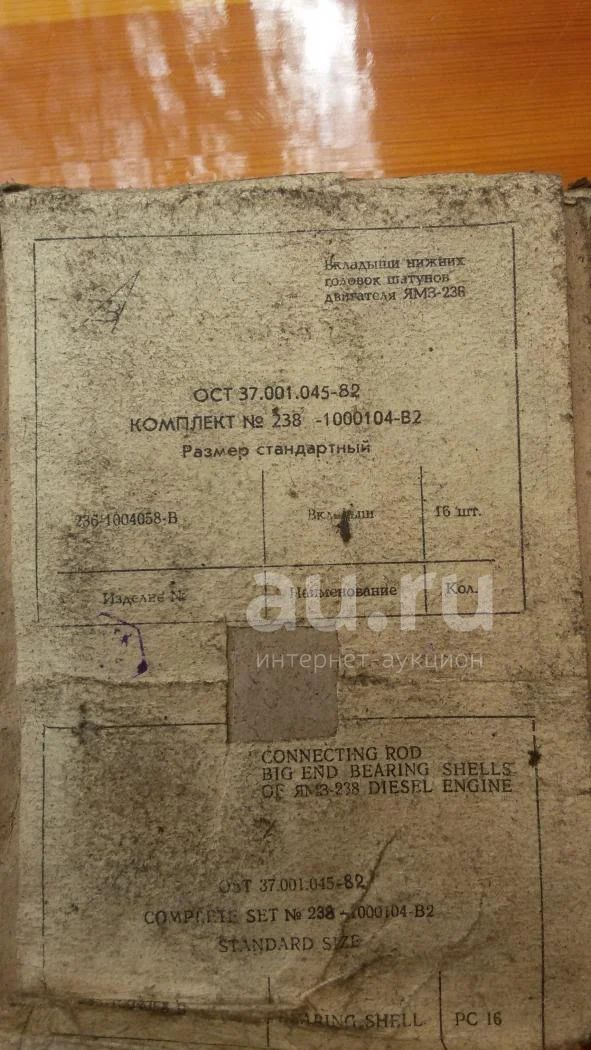 Вкладыши нижних
головок шатунов
двигателя ЯМЗ-236
ОСТ 37.001.045-82
КОМПЛЕКТ № 238 -1000104-В2
Размер стандартный
236-1004058-В Вкладыши 16 шт.
Изделие № Наименование Кол.
au.ru
интернет-аукцион
CONNECTING ROD
BIG END BEARING SHELLS
OF ЯМЗ-238 DIESEL ENGINE
OST 37.001.045-82
COMPLETE SET № 238-1000104-B2
STANDARD SIZE
BEARING SHELL PC 16